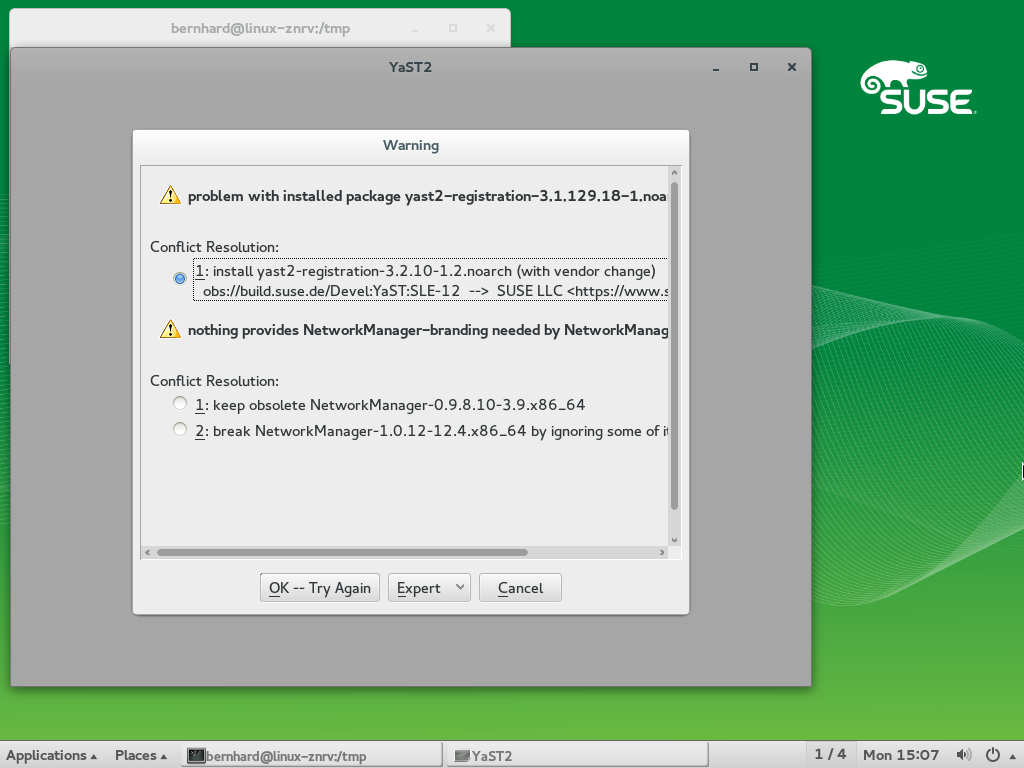 bernhard@linux-znrv:/tmp
YaST2
SUSE
Warning
problem with installed package yast2-registration-3.1.129.18-1.noar
Conflict Resolution:
1: install yast2-registration-3.2.10-1.2.noarch (with vendor change)
obs://build.suse.de/Devel:YaST:SLE-12 --> SUSE LLC <https://www.s
nothing provides NetworkManager-branding needed by NetworkManag
Conflict Resolution:
1: keep obsolete NetworkManager-0.9.8.10-3.9.x86_64
2: break NetworkManager-1.0.12-12.4.x86_64 by ignoring some of it
OK -- Try Again Expert Cancel
Applications Places bernhard@linux-znrv:/tmp YaST2 1 / 4 Mon 15:07